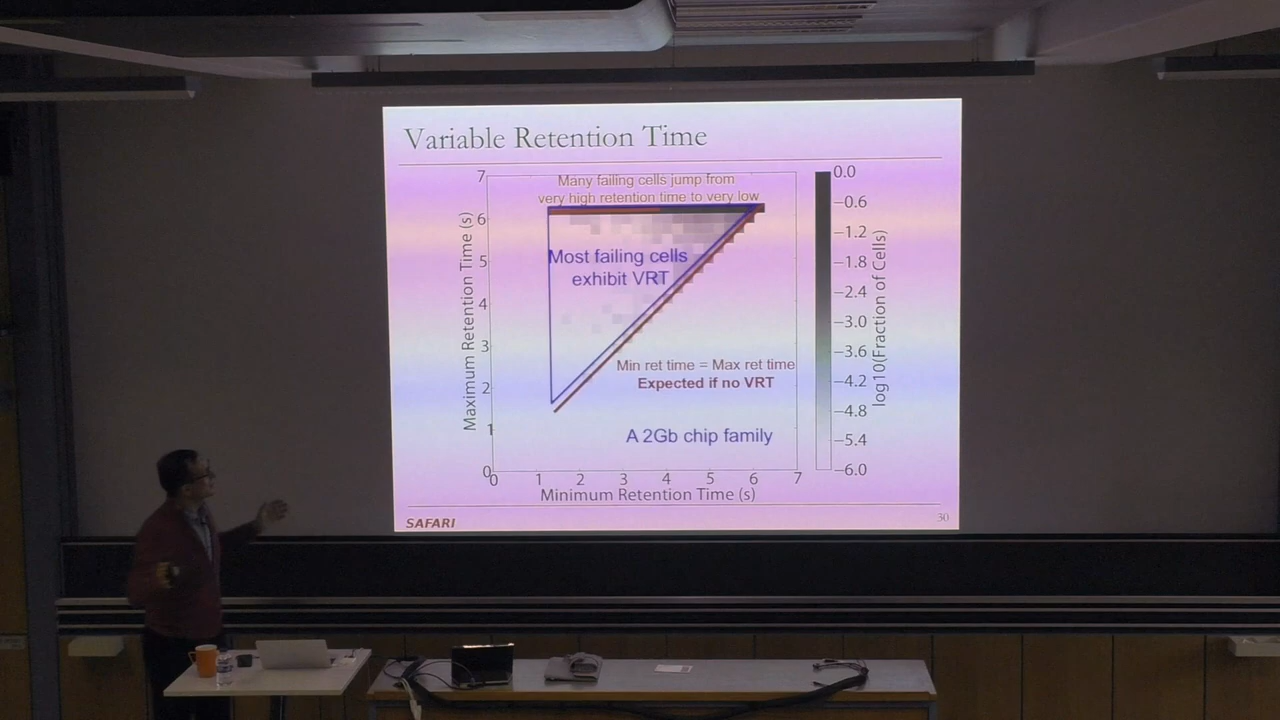 Variable Retention Time
Many failing cells jump from
very high retention time to very low
Most failing cells
exhibit VRT
Min ret time = Max ret time
Expected if no VRT
A 2Gb chip family
Maximum Retention Time (s)
7
6
5
4
3
2
1
0
0 1 2 3 4 5 6 7
Minimum Retention Time (s)
0.0
−0.6
−1.2
−1.8
−2.4
−3.0
−3.6
−4.2
−4.8
−5.4
−6.0
log10(Fraction of Cells)
SAFARI
30